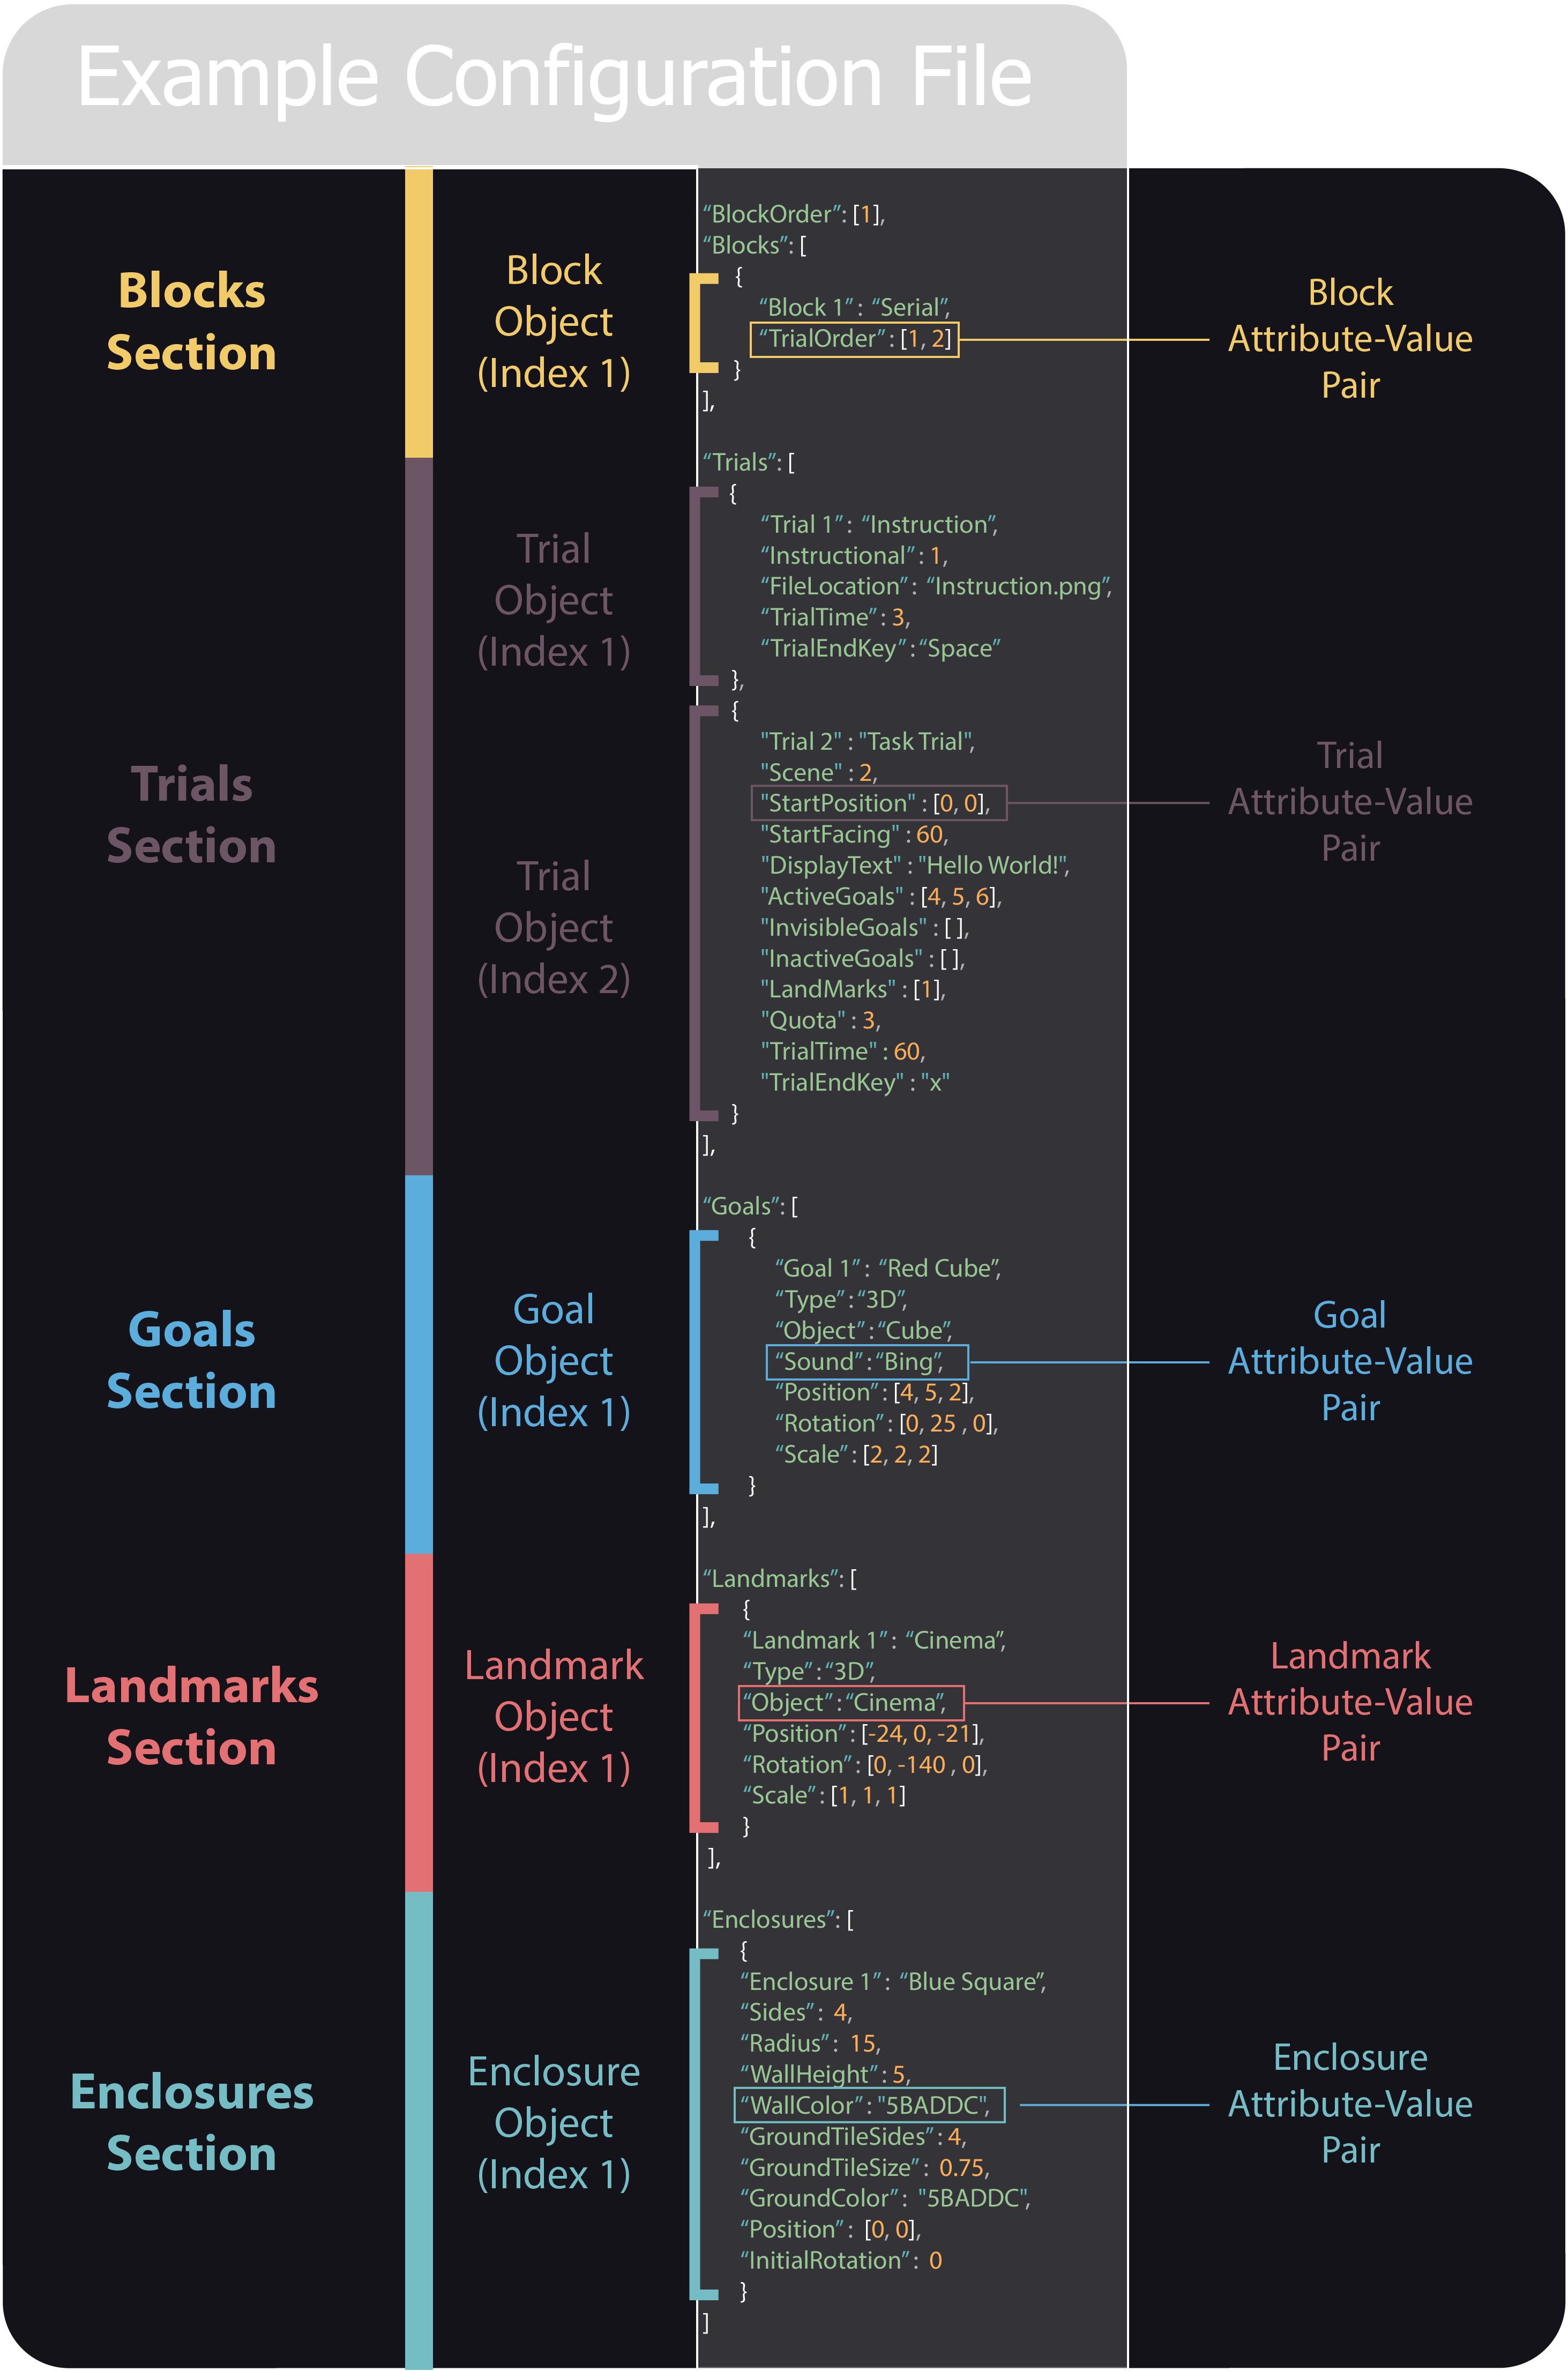 Example Configuration File
Blocks
Section
Block
Object
(Index 1)
“BlockOrder”: [1],
“Blocks”: [
{
“Block 1”: “Serial”,
“TrialOrder”: [1, 2]
}
],
Block
Attribute-Value
Pair
Trials
Section
Trial
Object
(Index 1)
“Trials”: [
{
“Trial 1”: “Instruction”,
“Instructional”: 1,
“FileLocation”: “Instruction.png”,
“TrialTime”: 3,
“TrialEndKey”:“Space”
},
Trial
Object
(Index 2)
{
"Trial 2" : "Task Trial",
"Scene" : 2,
"StartPosition" : [0, 0],
"StartFacing" : 60,
"DisplayText" : "Hello World!",
"ActiveGoals" : [4, 5, 6],
"InvisibleGoals" : [ ],
"InactiveGoals" : [ ],
"LandMarks" : [1],
"Quota" : 3,
"TrialTime" : 60,
"TrialEndKey" : "x"
}
],
Trial
Attribute-Value
Pair
Goals
Section
Goal
Object
(Index 1)
“Goals”: [
{
“Goal 1”: “Red Cube”,
“Type”:“3D”,
“Object”:“Cube”,
“Sound”:“Bing”,
“Position”: [4, 5, 2],
“Rotation”: [0, 25 , 0],
“Scale”: [2, 2, 2]
}
],
Goal
Attribute-Value
Pair
Landmarks
Section
Landmark
Object
(Index 1)
“Landmarks”: [
{
“Landmark 1”: “Cinema”,
“Type”:“3D”,
“Object”:“Cinema”,
“Position”: [-24, 0, -21],
“Rotation”: [0, -140 , 0],
“Scale”: [1, 1, 1]
}
],
Landmark
Attribute-Value
Pair
Enclosures
Section
Enclosure
Object
(Index 1)
“Enclosures”: [
{
“Enclosure 1”: “Blue Square”,
“Sides”: 4,
“Radius”: 15,
“WallHeight”: 5,
“WallColor”: "5BADDC",
“GroundTileSides”: 4,
“GroundTileSize”: 0.75,
“GroundColor”: "5BADDC",
“Position”: [0, 0],
“InitialRotation”: 0
}
]
Enclosure
Attribute-Value
Pair